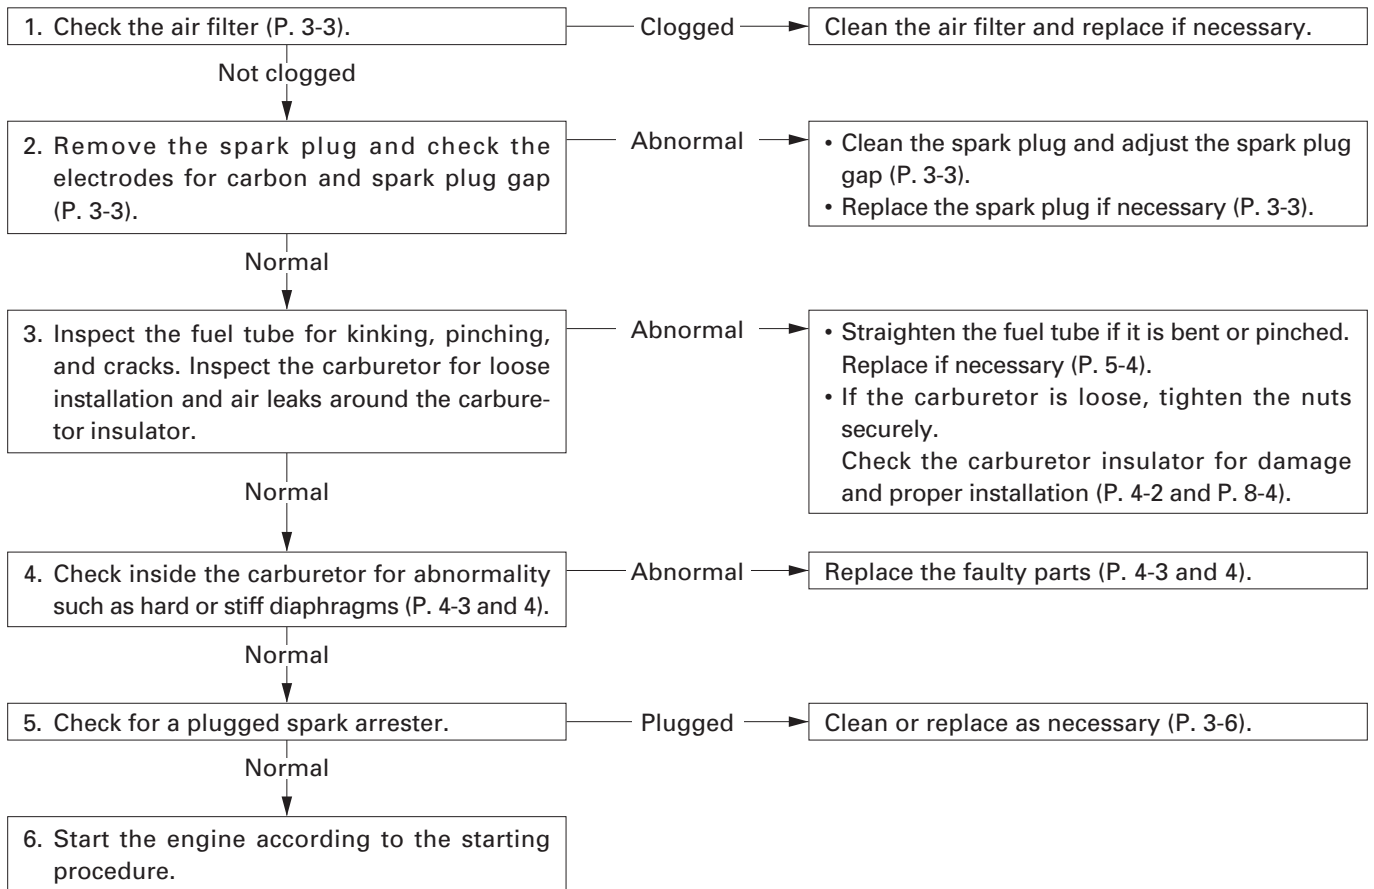 1. Check the air filter (P. 3-3).
Clogged
Clean the air filter and replace if necessary.
Not clogged
2. Remove the spark plug and check the
electrodes for carbon and spark plug gap
(P. 3-3).
Abnormal
• Clean the spark plug and adjust the spark plug
gap (P. 3-3).
• Replace the spark plug if necessary (P. 3-3).
Normal
3. Inspect the fuel tube for kinking, pinching,
and cracks. Inspect the carburetor for loose
installation and air leaks around the carbure-
tor insulator.
Abnormal
• Straighten the fuel tube if it is bent or pinched.
Replace if necessary (P. 5-4).
• If the carburetor is loose, tighten the nuts
securely.
Check the carburetor insulator for damage
and proper installation (P. 4-2 and P. 8-4).
Normal
4. Check inside the carburetor for abnormality
such as hard or stiff diaphragms (P. 4-3 and 4).
Abnormal
Replace the faulty parts (P. 4-3 and 4).
Normal
5. Check for a plugged spark arrester.
Plugged
Clean or replace as necessary (P. 3-6).
Normal
6. Start the engine according to the starting
procedure.